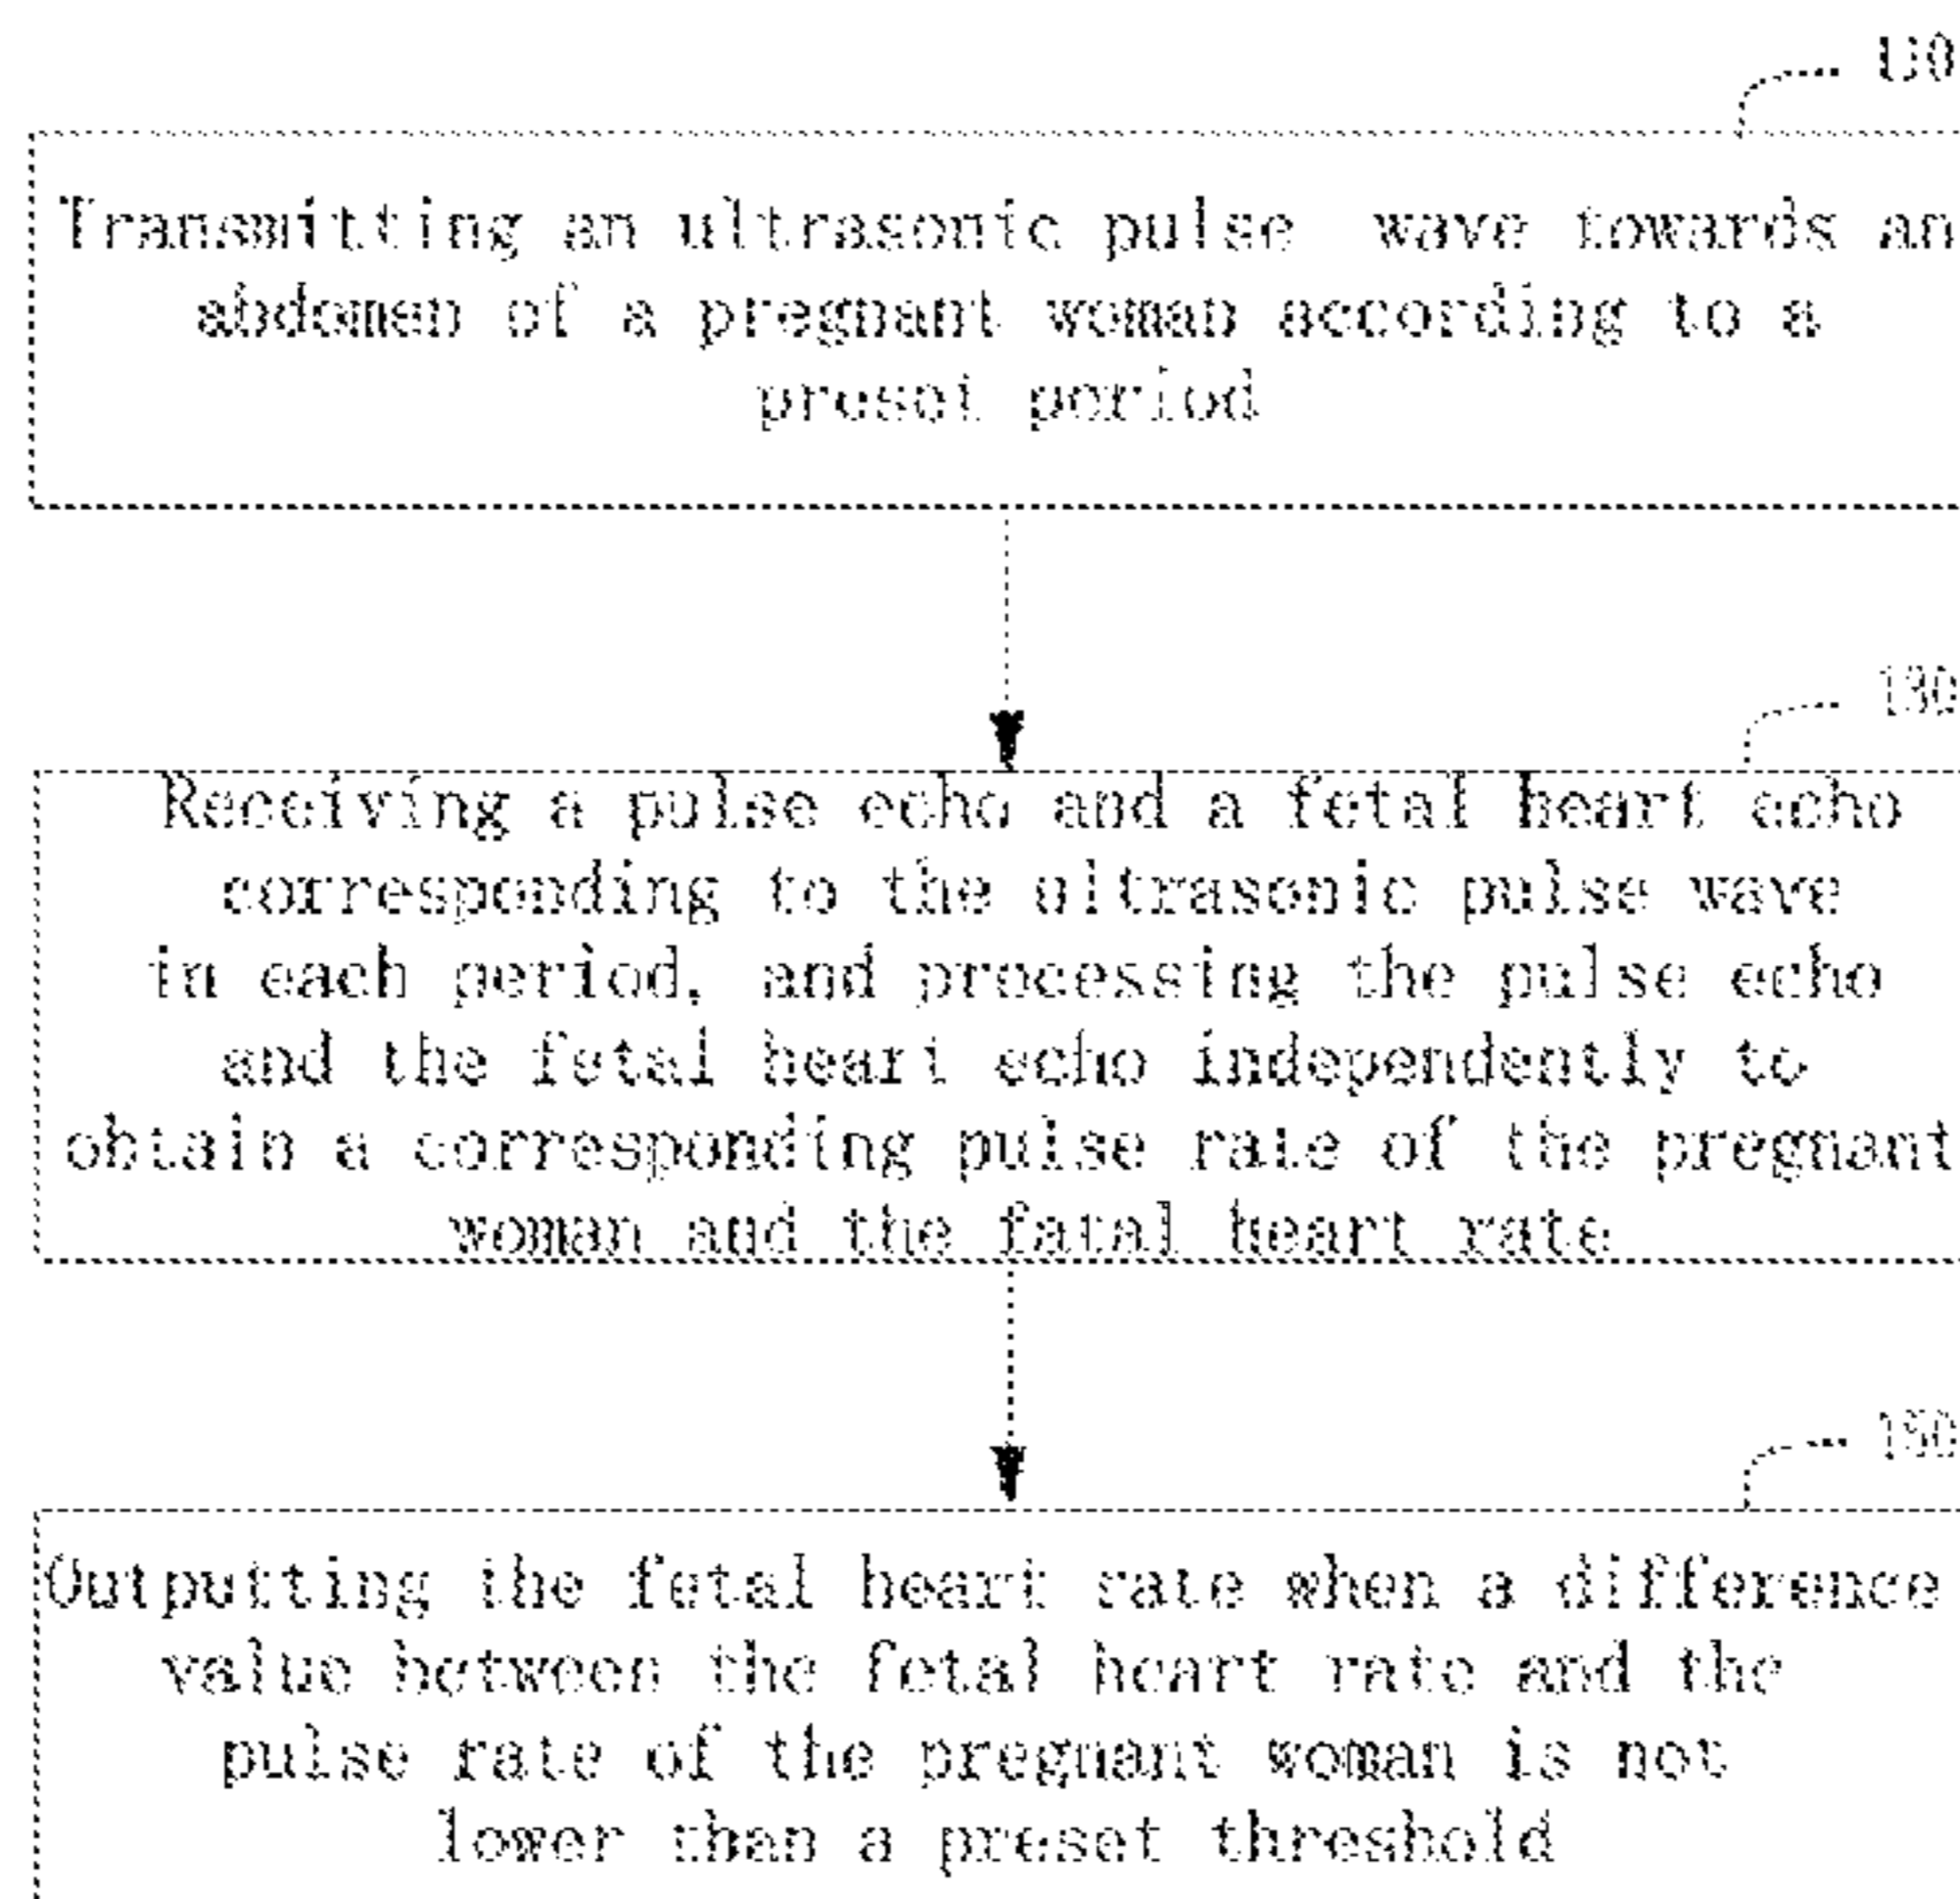 110
Transmitting an ultrasonic pulse wave towards an
abdomen of a pregnant woman according to a
preset period
130
Receiving a pulse echo and a fetal heart echo
corresponding to the ultrasonic pulse wave
in each period, and processing the pulse echo
and the fetal heart echo independently to
obtain a corresponding pulse rate of the pregnant
woman and the fatal heart rate
150
Outputting the fetal heart rate when a difference
value between the fetal heart rate and the
pulse rate of the pregnant woman is not
lower than a preset threshold